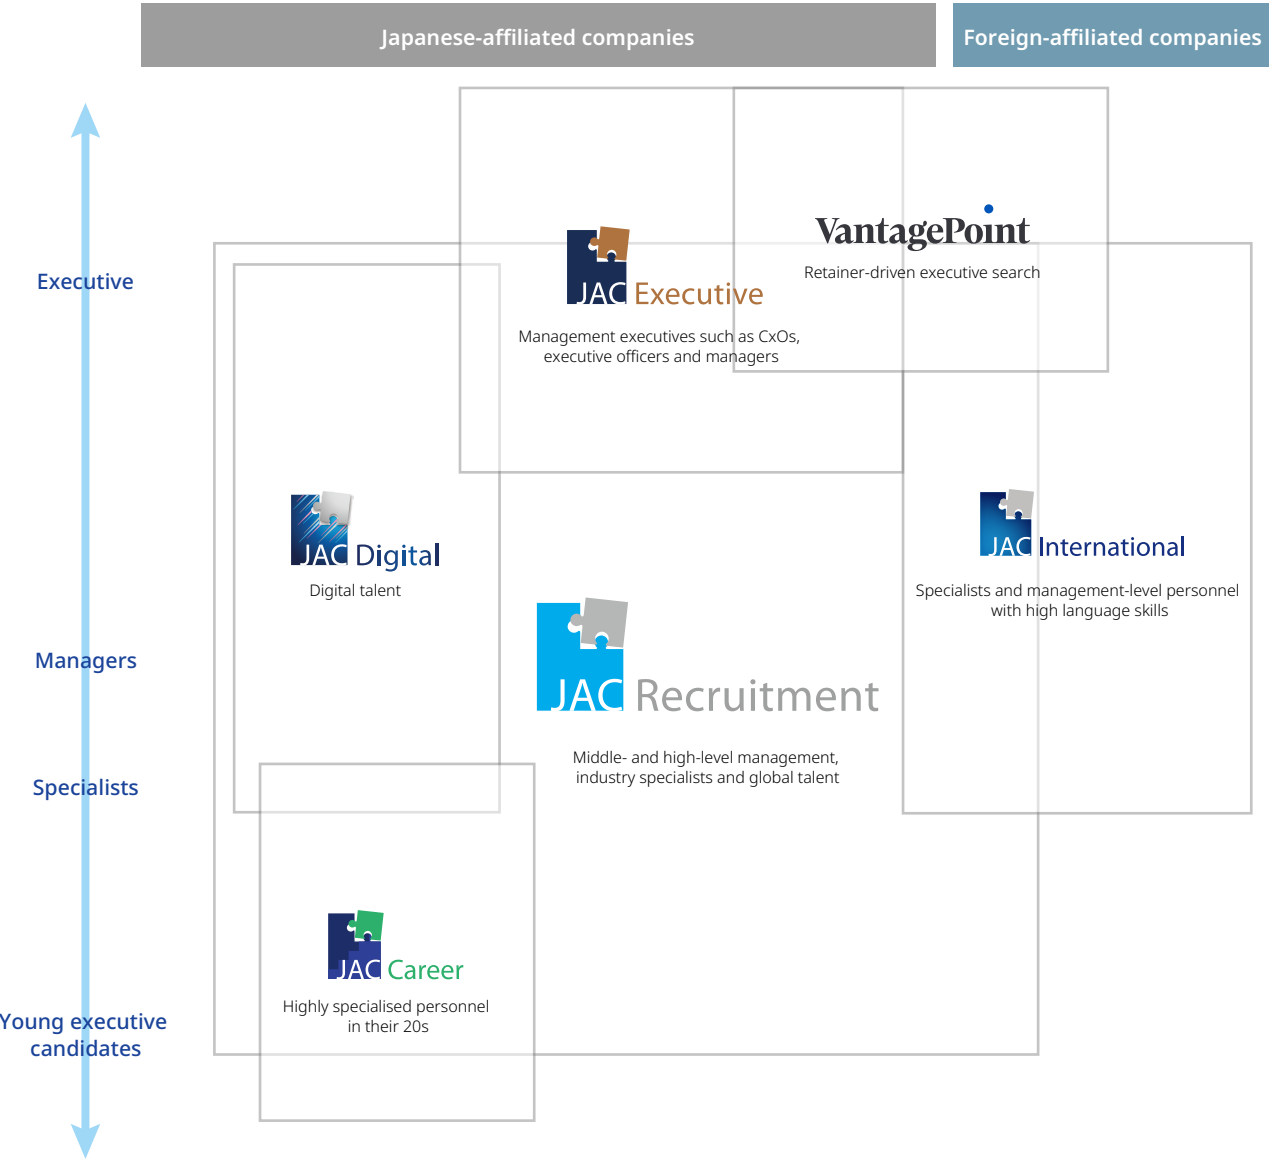 Japanese-affiliated companies
Foreign-affiliated companies
Executive
Managers
Specialists
Young executive
candidates
VantagePoint
Retainer-driven executive search
JAC Executive
Management executives such as CxOs,
executive officers and managers
JAC Digital
Digital talent
JAC International
Specialists and management-level personnel
with high language skills
JAC Recruitment
Middle- and high-level management,
industry specialists and global talent
JAC Career
Highly specialised personnel
in their 20s